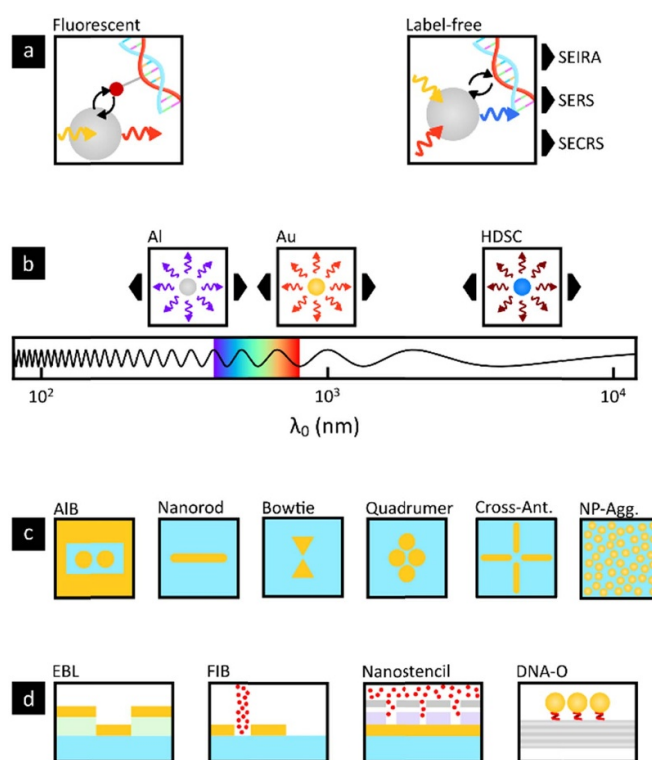 Fluorescent
Label-free
a
SEIRA
SERS
SECRS
b
Al
Au
HDSC
10²
10³
10⁴
λ₀ (nm)
c
AIB
Nanorod
Bowtie
Quadrumer
Cross-Ant.
NP-Agg.
d
EBL
FIB
Nanostencil
DNA-O